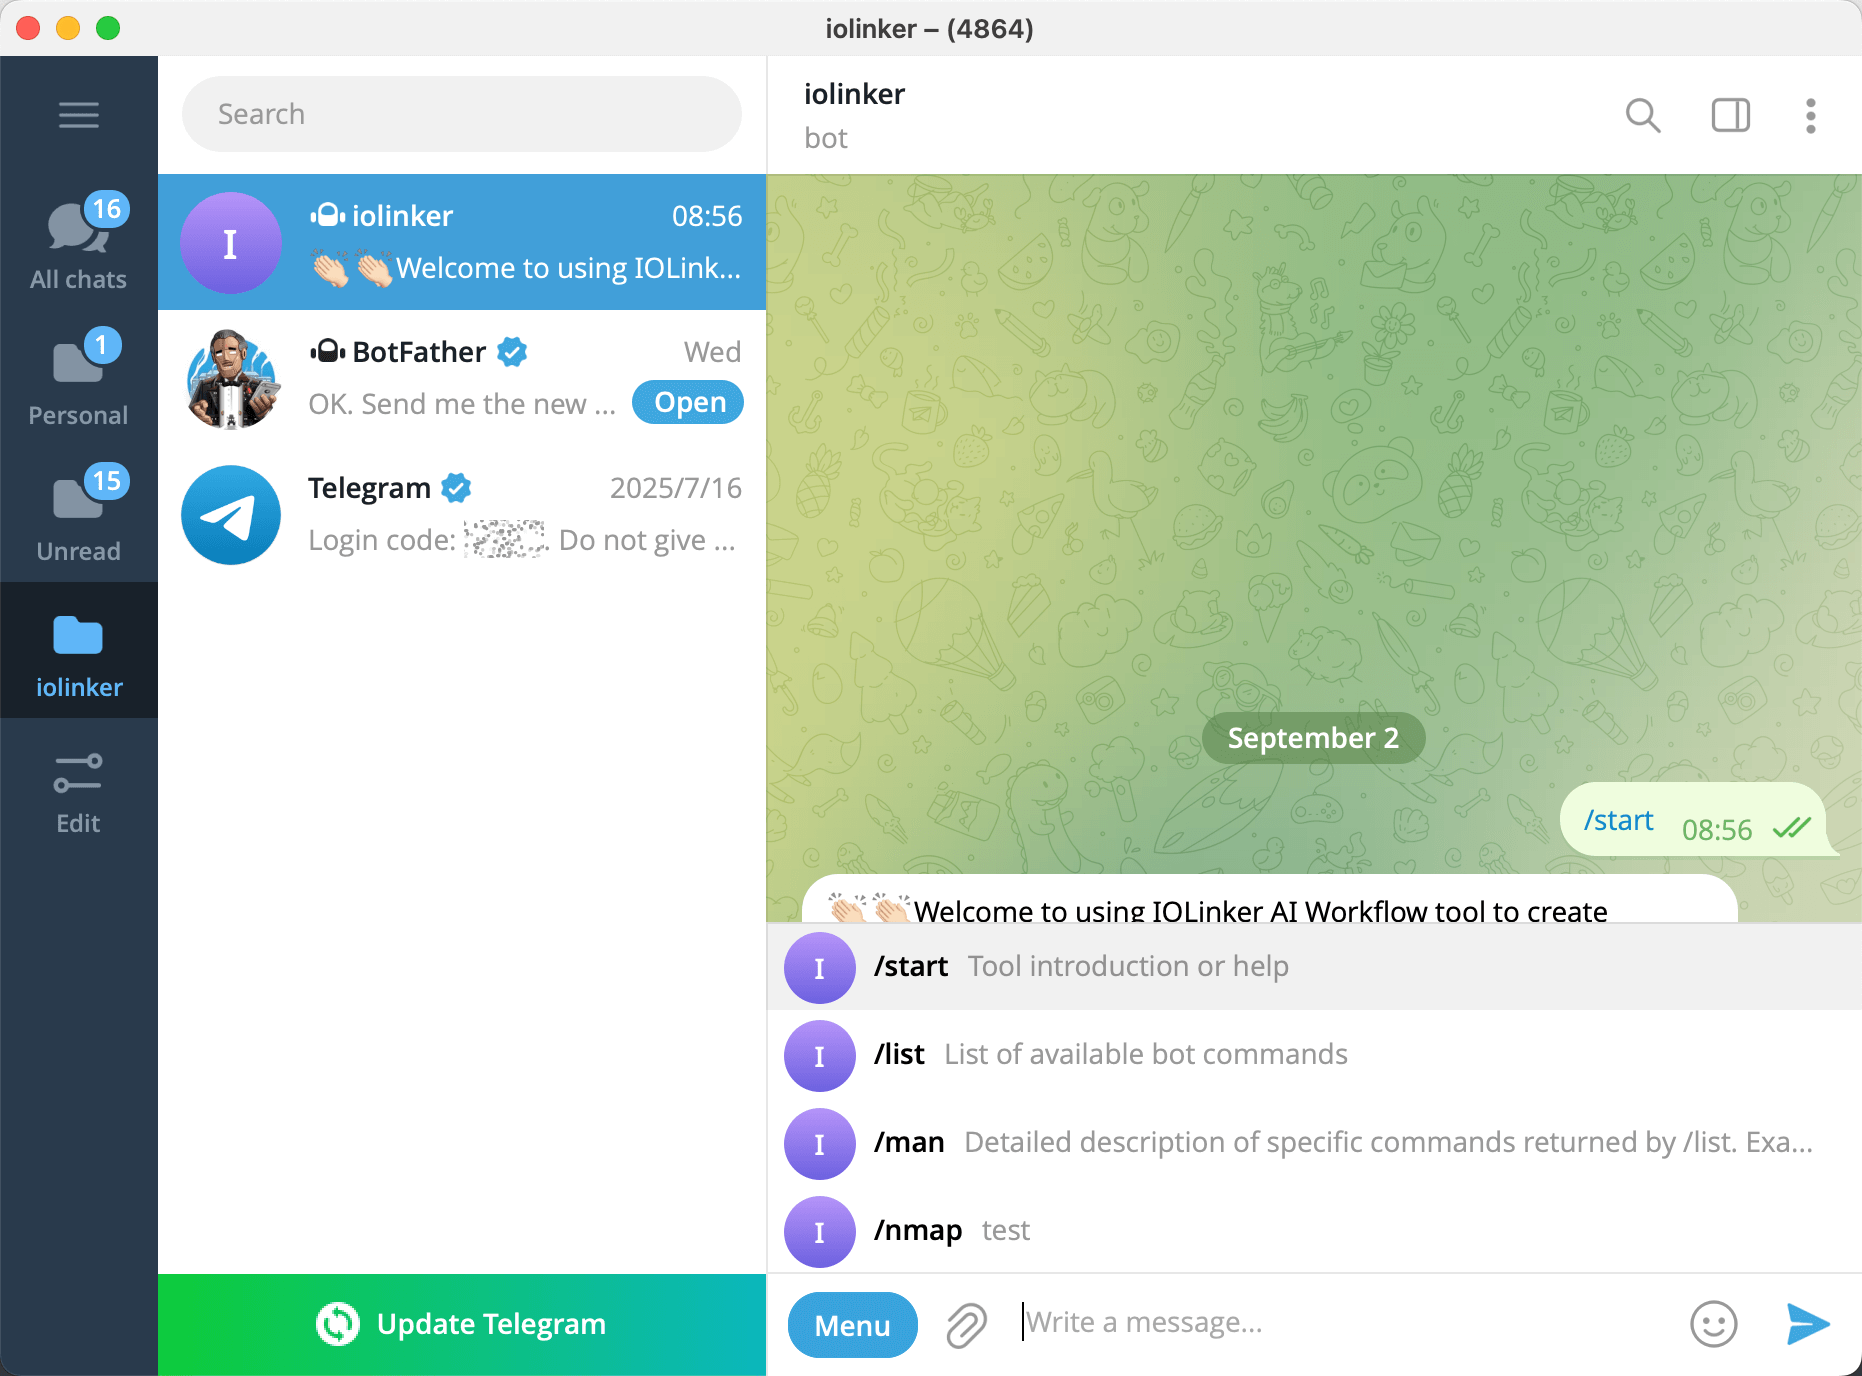 iolinker – (4864)
Search
16
All chats
1
Personal
15
Unread
iolinker
Edit
I
iolinker
08:56
👏🏻👏🏻Welcome to using IOLink...
BotFather
Wed
OK. Send me the new ...
Open
Telegram
2025/7/16
Login code: . Do not give ...
Update Telegram
iolinker
bot
September 2
/start 08:56
👏🏻👏🏻Welcome to using IOLinker AI Workflow tool to create
I /start Tool introduction or help
I /list List of available bot commands
I /man Detailed description of specific commands returned by /list. Exa...
I /nmap test
Menu
Write a message...